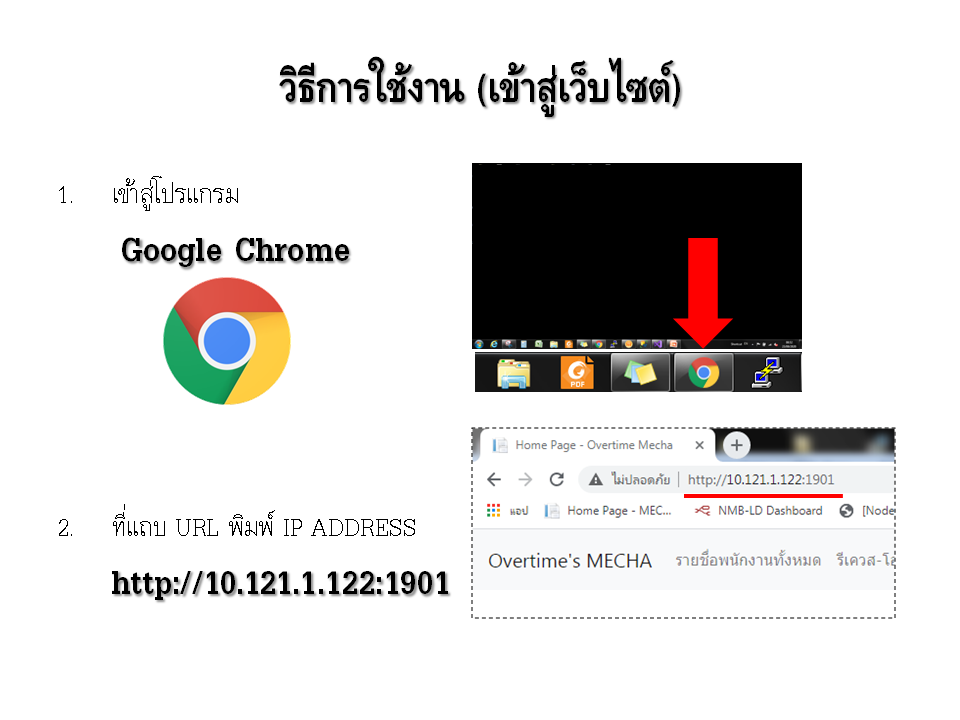 วิธีการใช้งาน (เข้าสู่เว็บไซต์)
1. เข้าสู่โปรแกรม
Google Chrome
PDF
2. ที่แถบ URL พิมพ์ IP ADDRESS
http://10.121.1.122:1901
Home Page - Overtime Mecha
ไม่ปลอดภัย http://10.121.1.122:1901
แอป Home Page - MEC... NMB-LD Dashboard [Node
Overtime's MECHA รายชื่อพนักงานทั้งหมด รีเควส-โอ